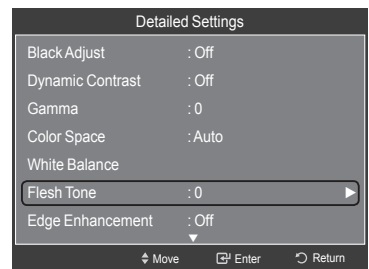 Detailed Settings
Black Adjust : Off
Dynamic Contrast : Off
Gamma : 0
Color Space : Auto
White Balance
Flesh Tone : 0
Edge Enhancement : Off
Move Enter Return